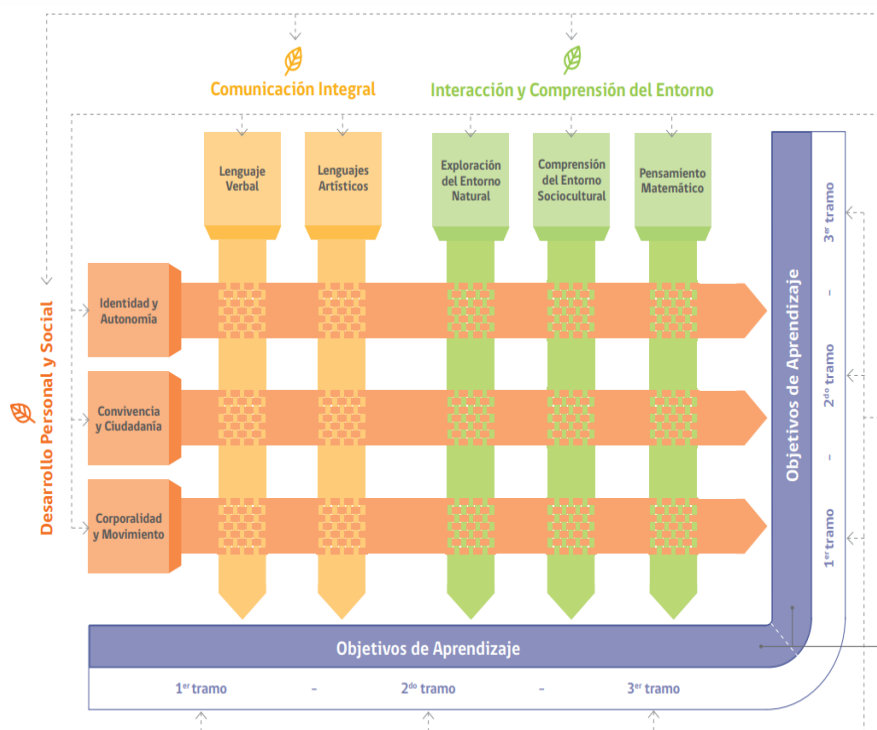 Comunicación Integral
Interacción y Comprensión del Entorno
Lenguaje
Verbal
Lenguajes
Artísticos
Exploración
del Entorno
Natural
Comprensión
del Entorno
Sociocultural
Pensamiento
Matemático
Desarrollo Personal y Social
Identidad y
Autonomía
Convivencia
y Ciudadanía
Corporalidad
y Movimiento
Objetivos de Aprendizaje
1er tramo - 2do tramo - 3er tramo
Objetivos de Aprendizaje
1er tramo - 2do tramo - 3er tramo